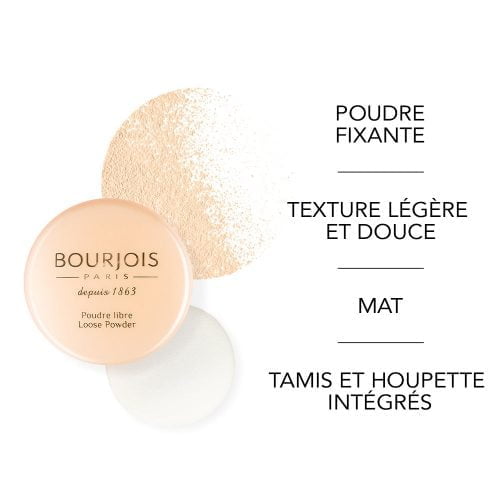 BOURJOIS
PARIS
depuis 1863
Poudre libre
Loose Powder
POUDRE
FIXANTE
TEXTURE LÉGÈRE
ET DOUCE
MAT
TAMIS ET HOUPETTE
INTÉGRÉS